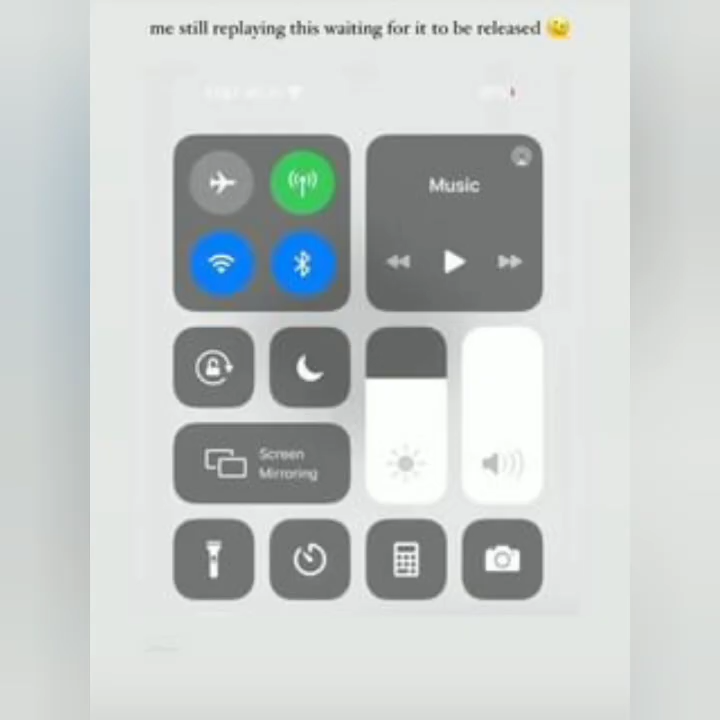 me still replaying this waiting for it to be released 🥲
Music
Screen
Mirroring